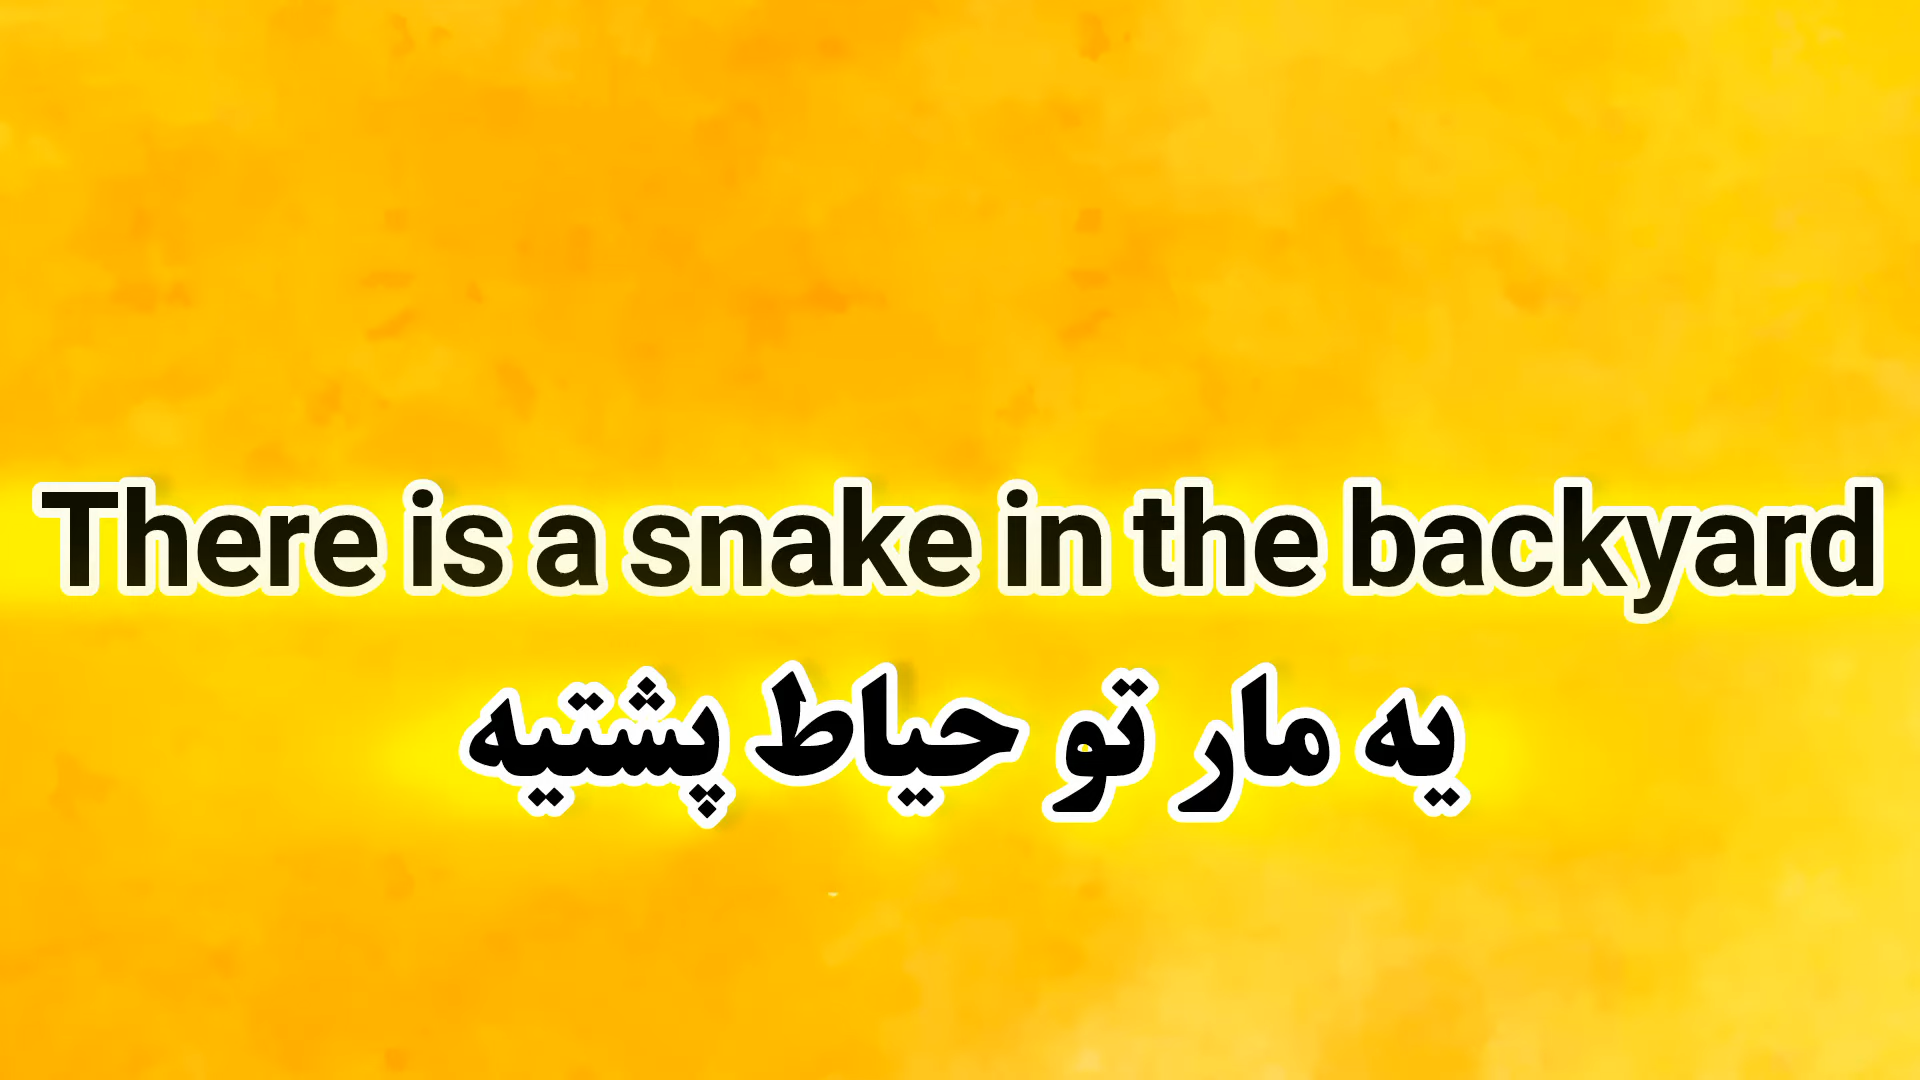 There is a snake in the backyard
یه مار تو حیاط پشتیه